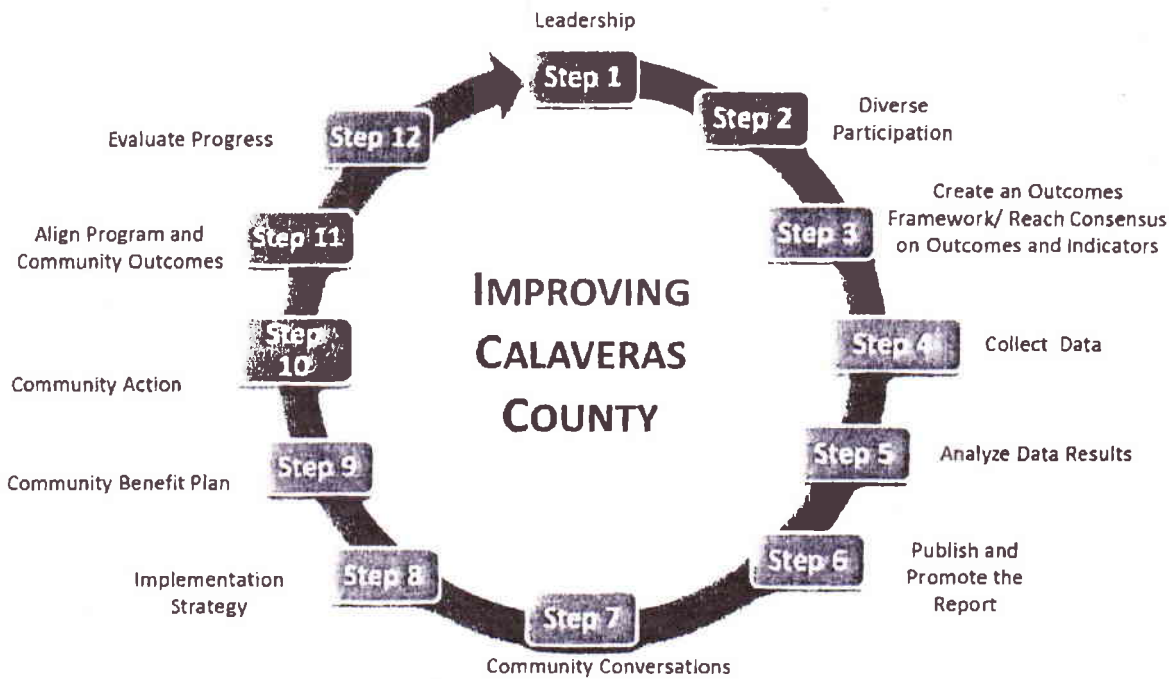 Leadership
Step 1
Step 2
Diverse
Participation
Step 3
Create an Outcomes
Framework/ Reach Consensus
on Outcomes and Indicators
Step 4
Collect Data
Step 5
Analyze Data Results
Step 6
Publish and
Promote the
Report
Step 7
Community Conversations
Step 8
Implementation
Strategy
Step 9
Community Benefit Plan
Step
10
Community Action
Step 11
Align Program and
Community Outcomes
Step 12
Evaluate Progress
IMPROVING
CALAVERAS
COUNTY